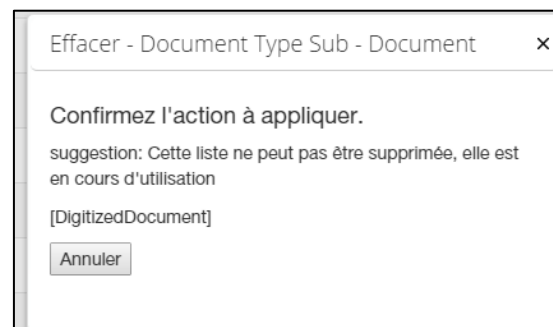 Effacer - Document Type Sub - Document ×
Confirmez l'action à appliquer.
suggestion: Cette liste ne peut pas être supprimée, elle est
en cours d'utilisation
[DigitizedDocument]
Annuler